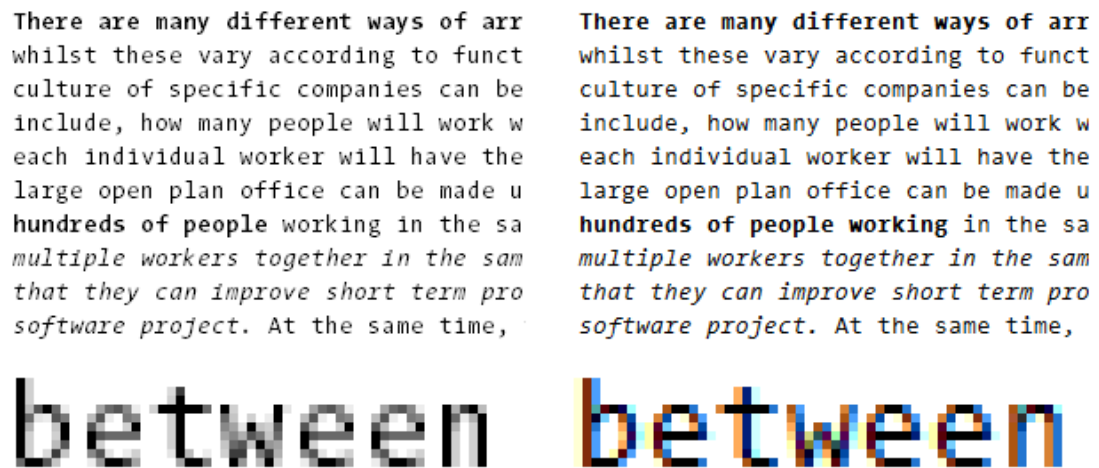 There are many different ways of arr
whilst these vary according to funct
culture of specific companies can be
include, how many people will work w
each individual worker will have the
large open plan office can be made u
hundreds of people working in the sa
multiple workers together in the sam
that they can improve short term pro
software project. At the same time,
between
There are many different ways of arr
whilst these vary according to funct
culture of specific companies can be
include, how many people will work w
each individual worker will have the
large open plan office can be made u
hundreds of people working in the sa
multiple workers together in the sam
that they can improve short term pro
software project. At the same time,
between